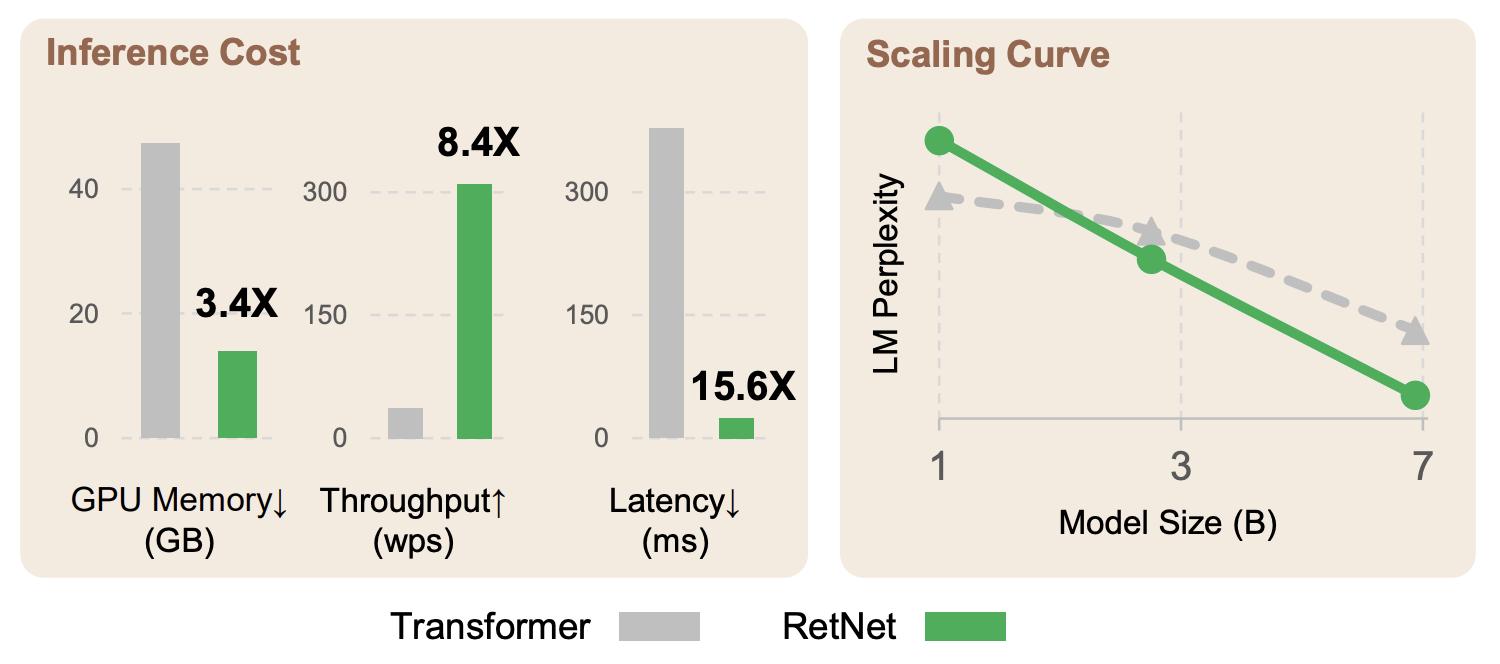 Inference Cost
40
20
0
3.4X
GPU Memory↓
(GB)
300
150
0
8.4X
Throughput↑
(wps)
300
150
0
15.6X
Latency↓
(ms)
Scaling Curve
LM Perplexity
1 3 7
Model Size (B)
Transformer RetNet